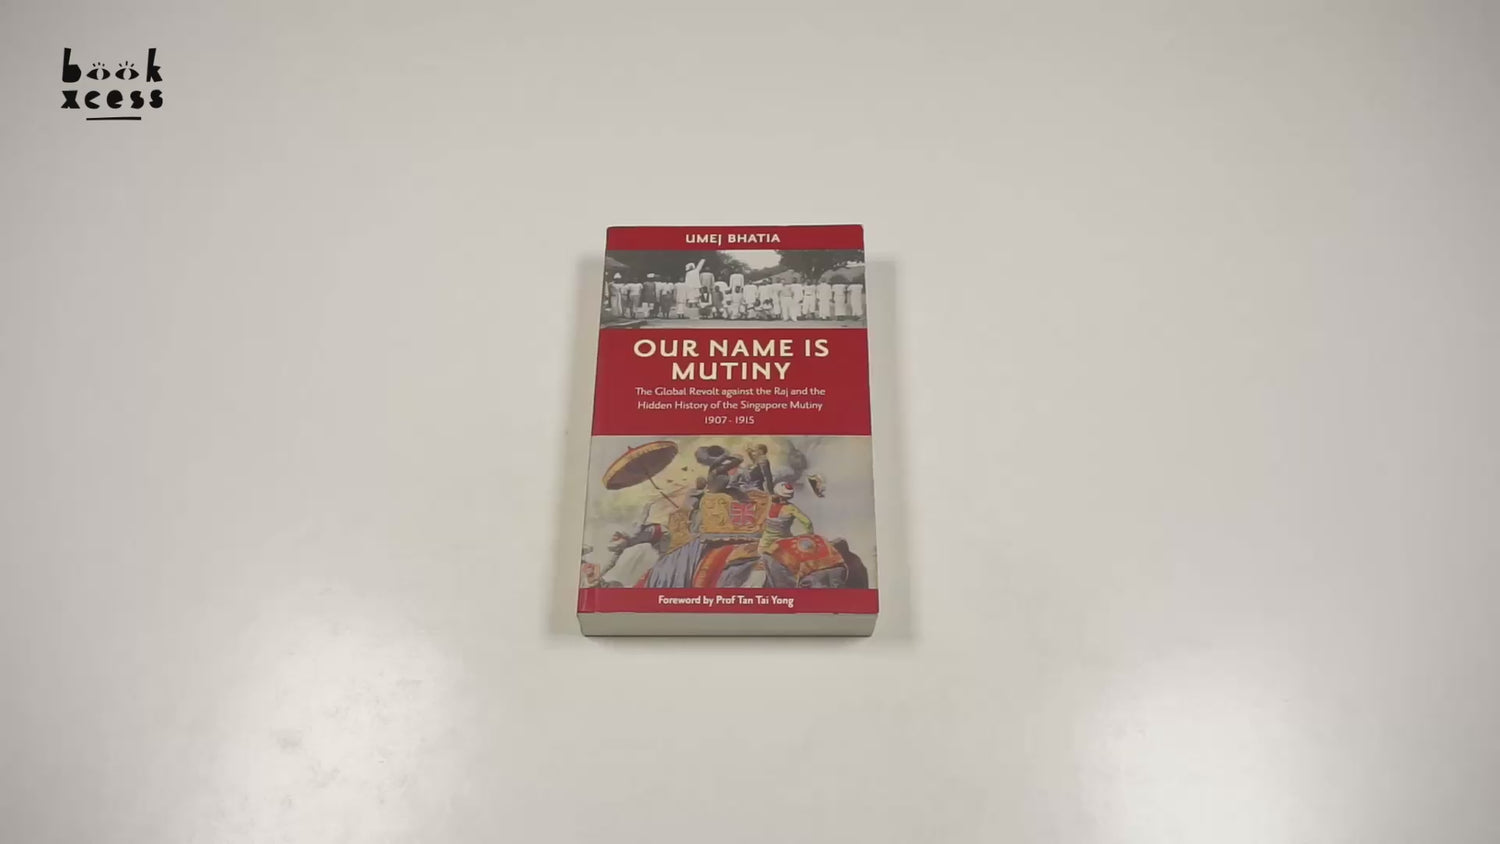 book
xcess
UMEJ BHATIA
OUR NAME IS
MUTINY
The Global Revolt against the Raj and the
Hidden History of the Singapore Mutiny
1907 - 1915
Foreword by Prof Tan Tai Yong